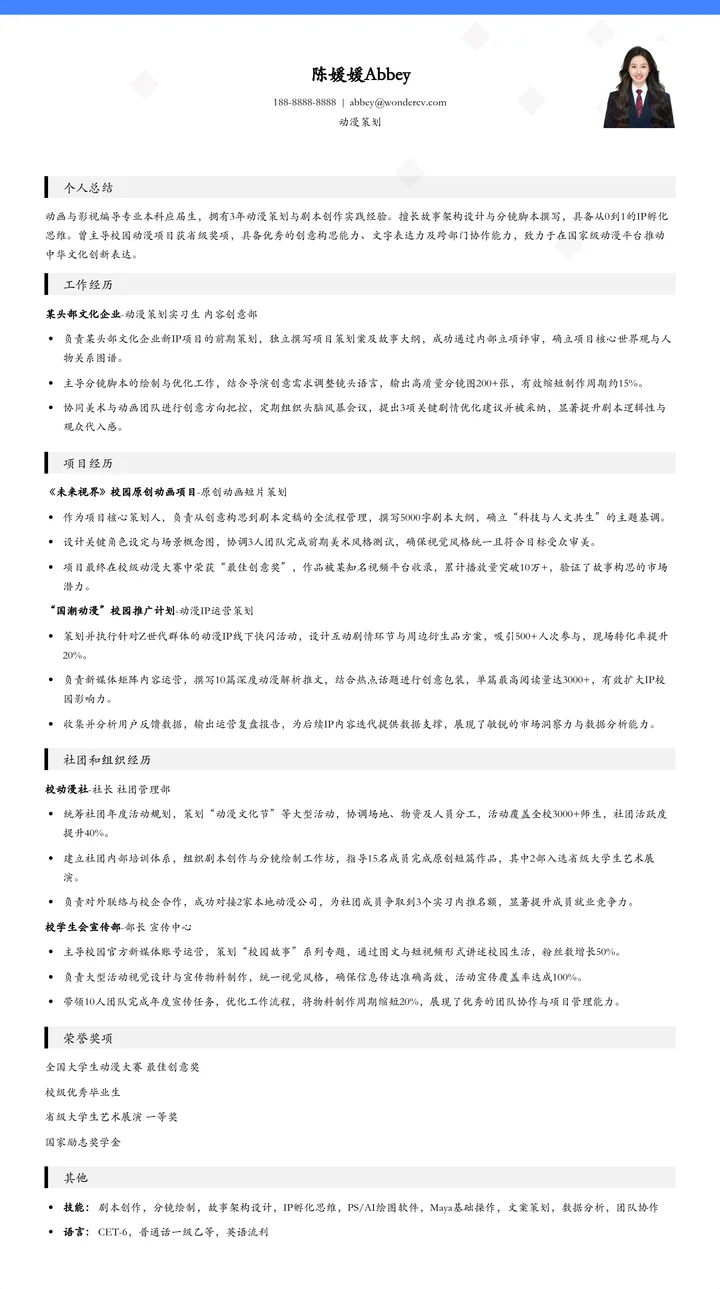 陈媛媛Abbey
188-8888-8888 | abbey@wondercv.com
动漫策划
个人总结
动画与影视编导专业本科应届生，拥有3年动漫策划与剧本创作实践经验。擅长故事架构设计与分镜脚本撰写，具备从0到1的IP孵化
思维。曾主导校园动漫项目获省级奖项，具备优秀的创意构思能力、文字表达力及跨部门协作能力，致力于在国家级动漫平台推动
中华文化创新表达。
工作经历
某头部文化企业-动漫策划实习生 内容创意部
• 负责某头部文化企业新IP项目的前期策划，独立撰写项目策划案及故事大纲，成功通过内部立项评审，确立项目核心世界观与人
物关系图谱。
• 主导分镜脚本的绘制与优化工作，结合导演创意需求调整镜头语言，输出高质量分镜图200+张，有效缩短制作周期约15%。
• 协同美术与动画团队进行创意方向把控，定期组织头脑风暴会议，提出3项关键剧情优化建议并被采纳，显著提升剧本逻辑性与
观众代入感。
项目经历
《未来视界》校园原创动画项目-原创动画短片策划
• 作为项目核心策划人，负责从创意构思到剧本定稿的全流程管理，撰写5000字剧本大纲，确立“科技与人文共生”的主题基调。
• 设计关键角色设定与场景概念图，协调3人团队完成前期美术风格测试，确保视觉风格统一且符合目标受众审美。
• 项目最终在校级动漫大赛中荣获“最佳创意奖”，作品被某知名视频平台收录，累计播放量突破10万+，验证了故事构思的市场
潜力。
“国潮动漫”校园推广计划-动漫IP运营策划
• 策划并执行针对Z世代群体的动漫IP线下快闪活动，设计互动剧情环节与周边衍生品方案，吸引500+人次参与，现场转化率提升
20%。
• 负责新媒体矩阵内容运营，撰写10篇深度动漫解析推文，结合热点话题进行创意包装，单篇最高阅读量达3000+，有效扩大IP校
园影响力。
• 收集并分析用户反馈数据，输出运营复盘报告，为后续IP内容迭代提供数据支撑，展现了敏锐的市场洞察力与数据分析能力。
社团和组织经历
校动漫社-社长 社团管理部
• 统筹社团年度活动规划，策划“动漫文化节”等大型活动，协调场地、物资及人员分工，活动覆盖全校3000+师生，社团活跃度
提升40%。
• 建立社团内部培训体系，组织剧本创作与分镜绘制工作坊，指导15名成员完成原创短篇作品，其中2部入选省级大学生艺术展
演。
• 负责对外联络与校企合作，成功对接2家本地动漫公司，为社团成员争取到3个实习内推名额，显著提升成员就业竞争力。
校学生会宣传部-部长 宣传中心
• 主导校园官方新媒体账号运营，策划“校园故事”系列专题，通过图文与短视频形式讲述校园生活，粉丝数增长50%。
• 负责大型活动视觉设计与宣传物料制作，统一视觉风格，确保信息传达准确高效，活动宣传覆盖率达成100%。
• 带领10人团队完成年度宣传任务，优化工作流程，将物料制作周期缩短20%，展现了优秀的团队协作与项目管理能力。
荣誉奖项
全国大学生动漫大赛 最佳创意奖
校级优秀毕业生
省级大学生艺术展演 一等奖
国家励志奖学金
其他
• 技能： 剧本创作，分镜绘制，故事架构设计，IP孵化思维，PS/AI绘图软件，Maya基础操作，文案策划，数据分析，团队协作
• 语言： CET-6，普通话一级乙等，英语流利